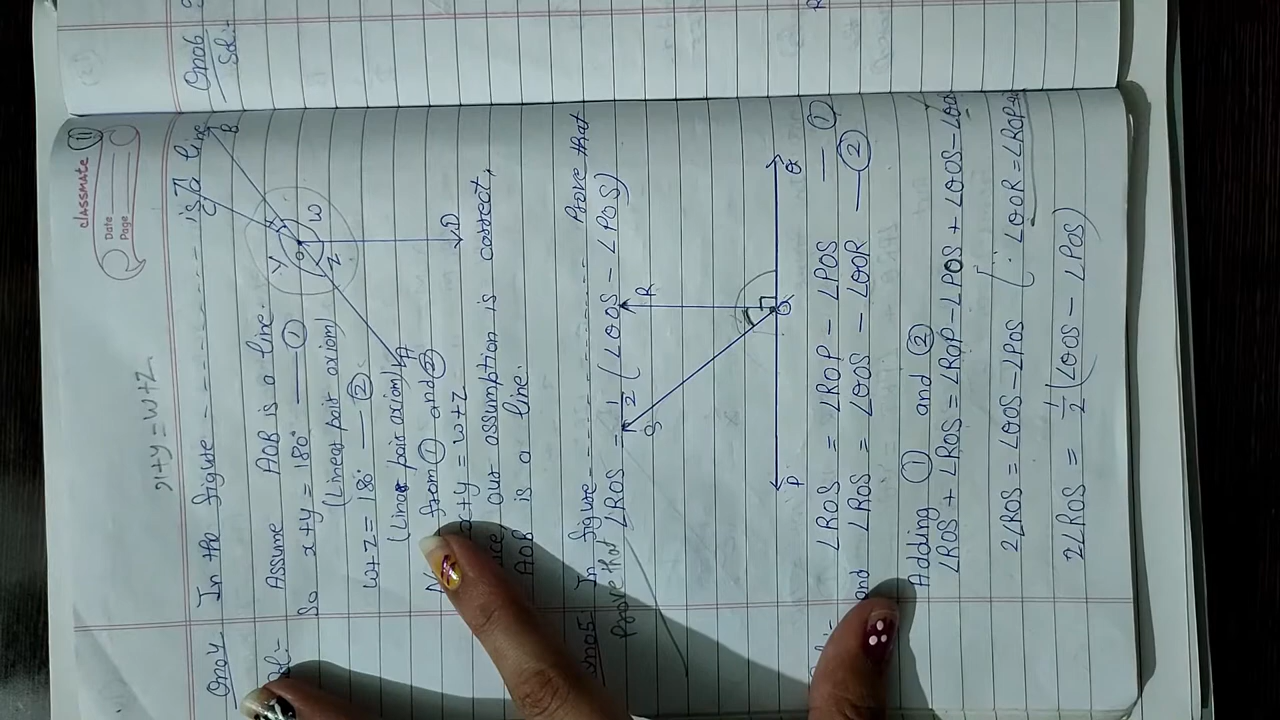 classmate
Date
Page
11
x+y = w+z.
Qno4 In the figure - - - - - - - is a line
Sol:- Assume AOB is a line.
So x+y = 180° —— ①
(Linear pair axiom)
w+z = 180° — ②
(Linear pair axiom)
from ① and ②
x+y = w+z
our assumption is correct,
AOB is a line.
C
B
Y
O
W
Z
A
D
Qno5:- In figure - - - - - - - Prove that
Prove that ∠ROS = 1/2 (∠QOS - ∠POS)
R
S
P
O
Q
∠ROS = ∠ROP - ∠POS — ①
and ∠ROS = ∠QOS - ∠QOR — ②
Adding ① and ②
∠ROS + ∠ROS = ∠ROP - ∠POS + ∠QOS - ∠QO
2∠ROS = ∠QOS - ∠POS (∵ ∠QOR = ∠ROP
2∠ROS = 1/2 (∠QOS - ∠POS)
Qno6
Sol:-